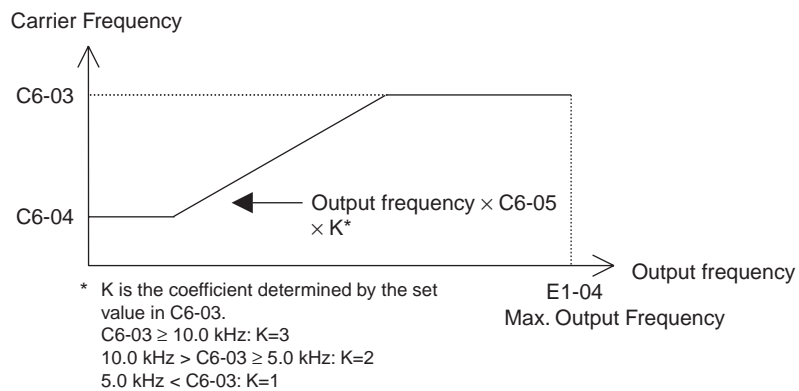 Carrier Frequency
C6-03
C6-04
Output frequency × C6-05
× K*
Output frequency
E1-04
Max. Output Frequency
* K is the coefficient determined by the set
value in C6-03.
C6-03 ≥ 10.0 kHz: K=3
10.0 kHz > C6-03 ≥ 5.0 kHz: K=2
5.0 kHz < C6-03: K=1